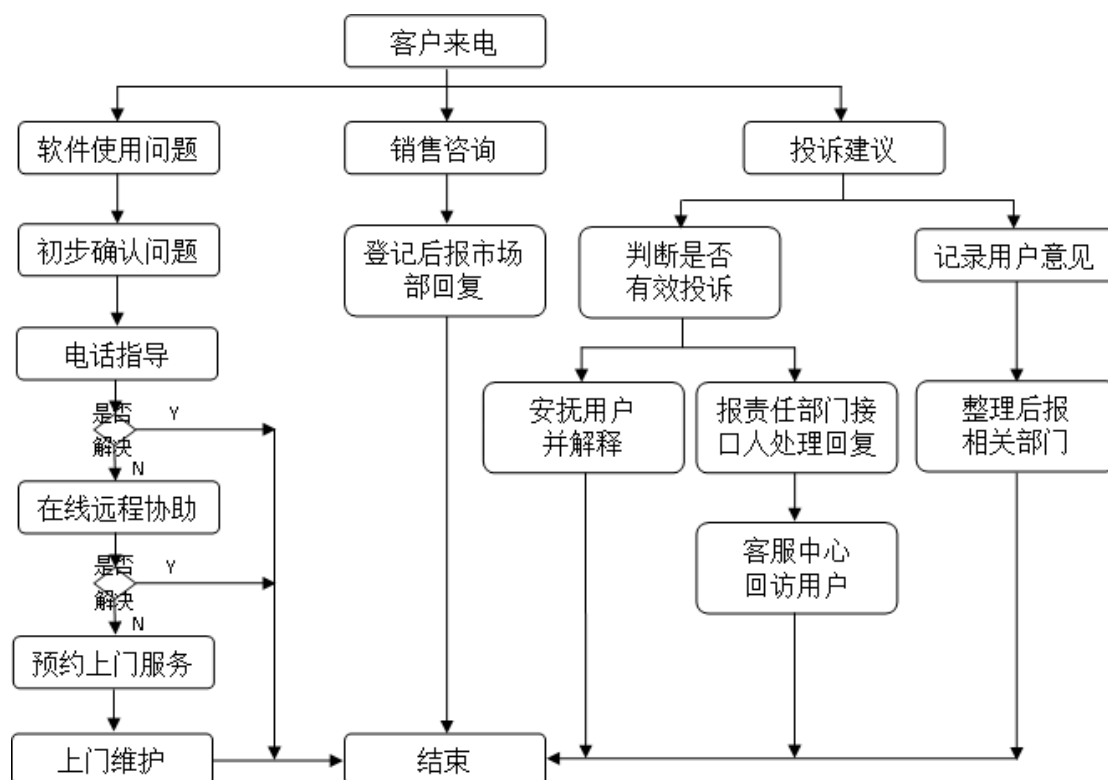 客户来电
软件使用问题
销售咨询
投诉建议
初步确认问题
登记后报市场
部回复
判断是否
有效投诉
记录用户意见
电话指导
是否
解决
Y
N
安抚用户
并解释
报责任部门接
口人处理回复
整理后报
相关部门
在线远程协助
是否
解决
Y
N
客服中心
回访用户
预约上门服务
上门维护
结束